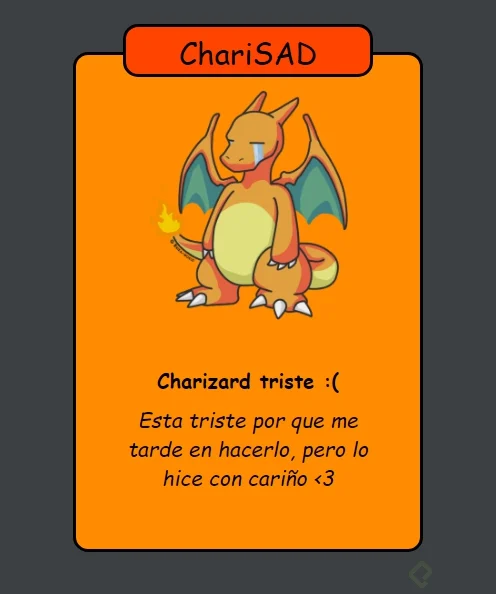 ChariSAD
Charizard triste :(
Esta triste por que me
tarde en hacerlo, pero lo
hice con cariño <3